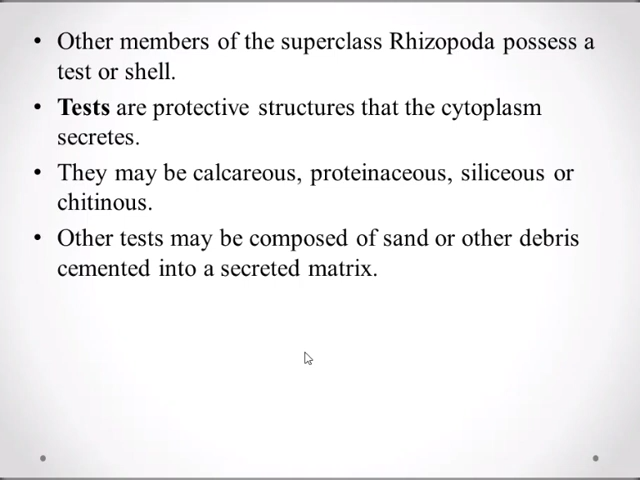 • Other members of the superclass Rhizopoda possess a
test or shell.
• Tests are protective structures that the cytoplasm
secretes.
• They may be calcareous, proteinaceous, siliceous or
chitinous.
• Other tests may be composed of sand or other debris
cemented into a secreted matrix.